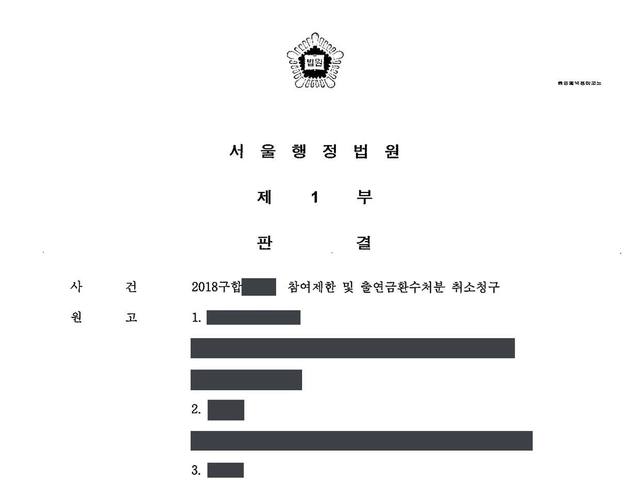 법원
서 울 행 정 법 원
제 1 부
판 결
사 건 2018구합 참여제한 및 출연금환수처분 취소청구
원 고 1.
2.
3.